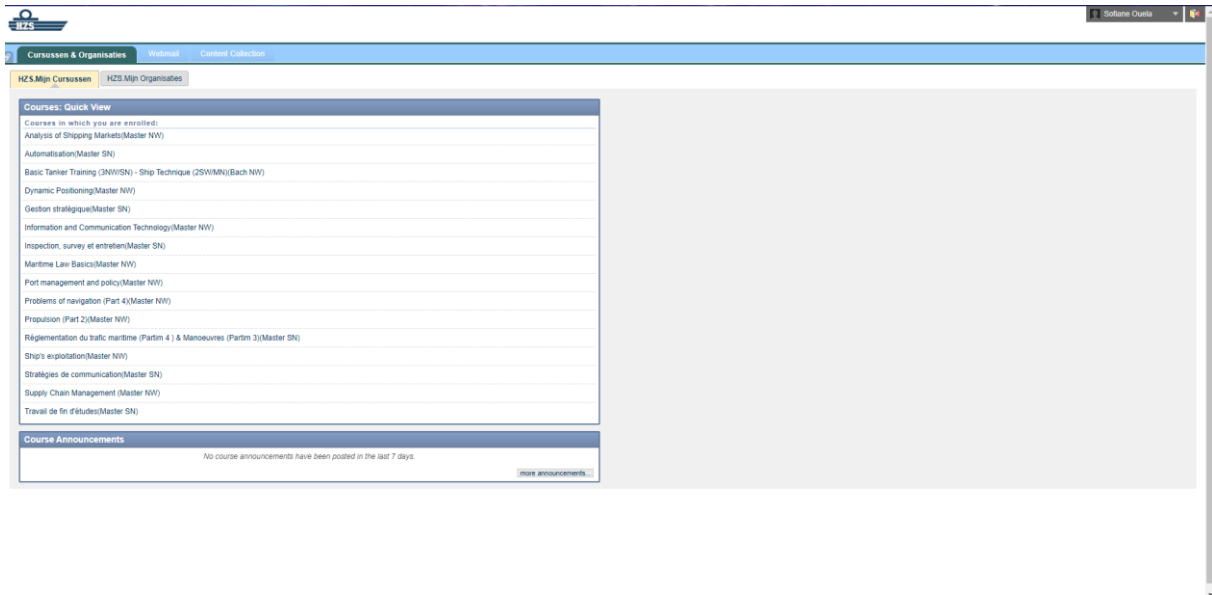 HZS
Sofiane Ouela
Cursussen & Organisaties
Webmail
Content Collection
HZS.Mijn Cursussen
HZS.Mijn Organisaties
Courses: Quick View
Courses in which you are enrolled:
Analysis of Shipping Markets(Master NW)
Automatisation(Master SN)
Basic Tanker Training (3NW/SN) - Ship Technique (2SW/MN)(Bach NW)
Dynamic Positioning(Master NW)
Gestion stratégique(Master SN)
Information and Communication Technology(Master NW)
Inspection, survey et entretien(Master SN)
Maritime Law Basics(Master NW)
Port management and policy(Master NW)
Problems of navigation (Part 4)(Master NW)
Propulsion (Part 2)(Master NW)
Règlementation du trafic maritime (Partim 4 ) & Manoeuvres (Partim 3)(Master SN)
Ship's exploitation(Master NW)
Stratégies de communication(Master SN)
Supply Chain Management (Master NW)
Travail de fin d'études(Master SN)
Course Announcements
No course announcements have been posted in the last 7 days.
more announcements...